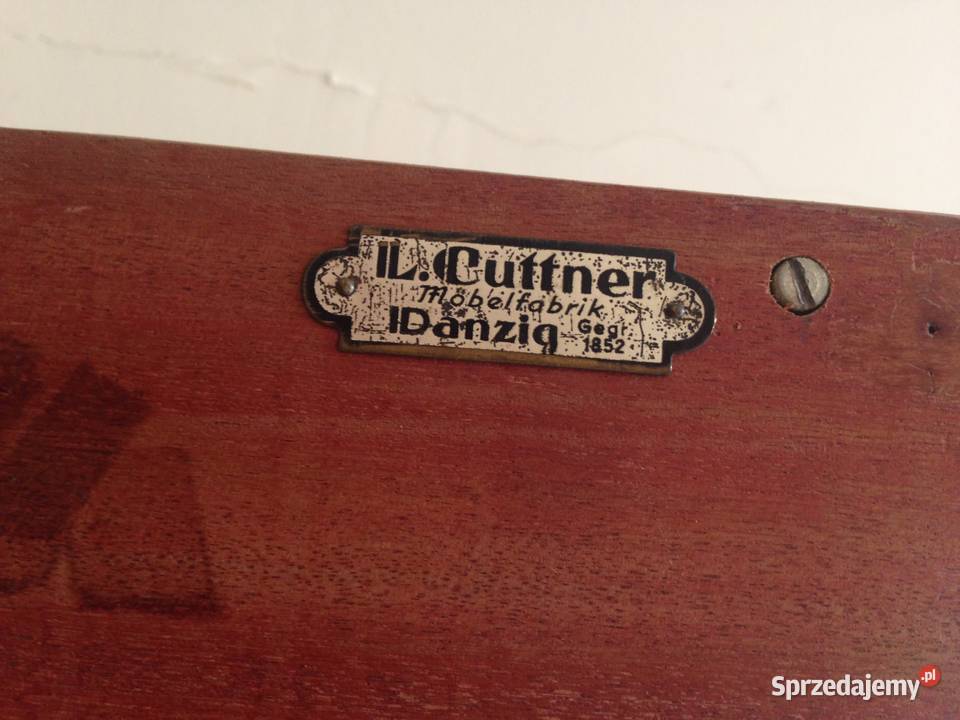 L. Cuttner
Möbelfabrik
Danzig Gegr.
1852
Sprzedajemy.pl